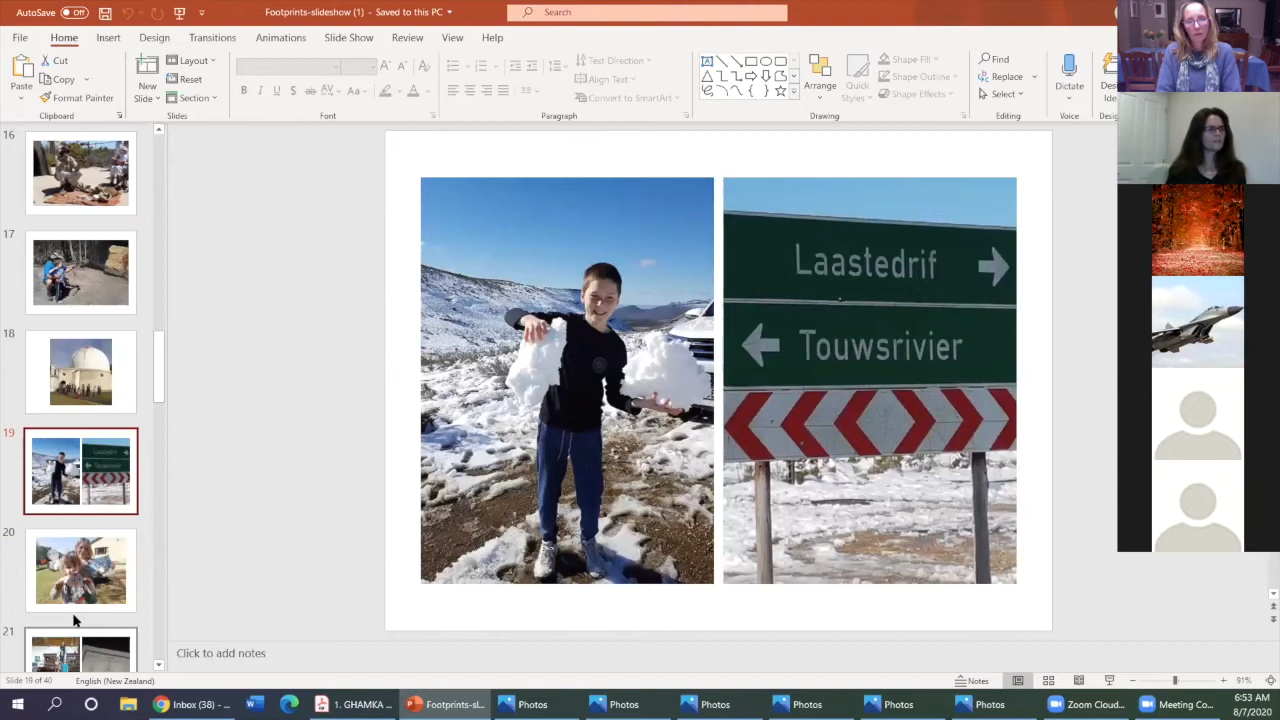 AutoSave Off Footprints-slideshow (1) - Saved to this PC Search
File Home Insert Design Transitions Animations Slide Show Review View Help
Paste
Cut
Copy
Clipboard
New
Slide
Layout
Reset
Section
Slides
B I U S ab AV Aa A
Font
Text Direction
Align Text
Convert to SmartArt
Paragraph
Arrange
Quick
Styles
Shape Fill
Shape Outline
Shape Effects
Drawing
Find
Replace
Select
Editing
Dictate
Voice
16
17
18
19
20
21
Laastedrif
Touwsrivier
Click to add notes
Slide 19 of 40 English (New Zealand) Notes 91%
Inbox (38) - ... 1. GHAMKA ... Footprints-sl... Photos Photos Photos Photos Photos Photos Zoom Cloud... Meeting Co...
6:53 AM
8/7/2020